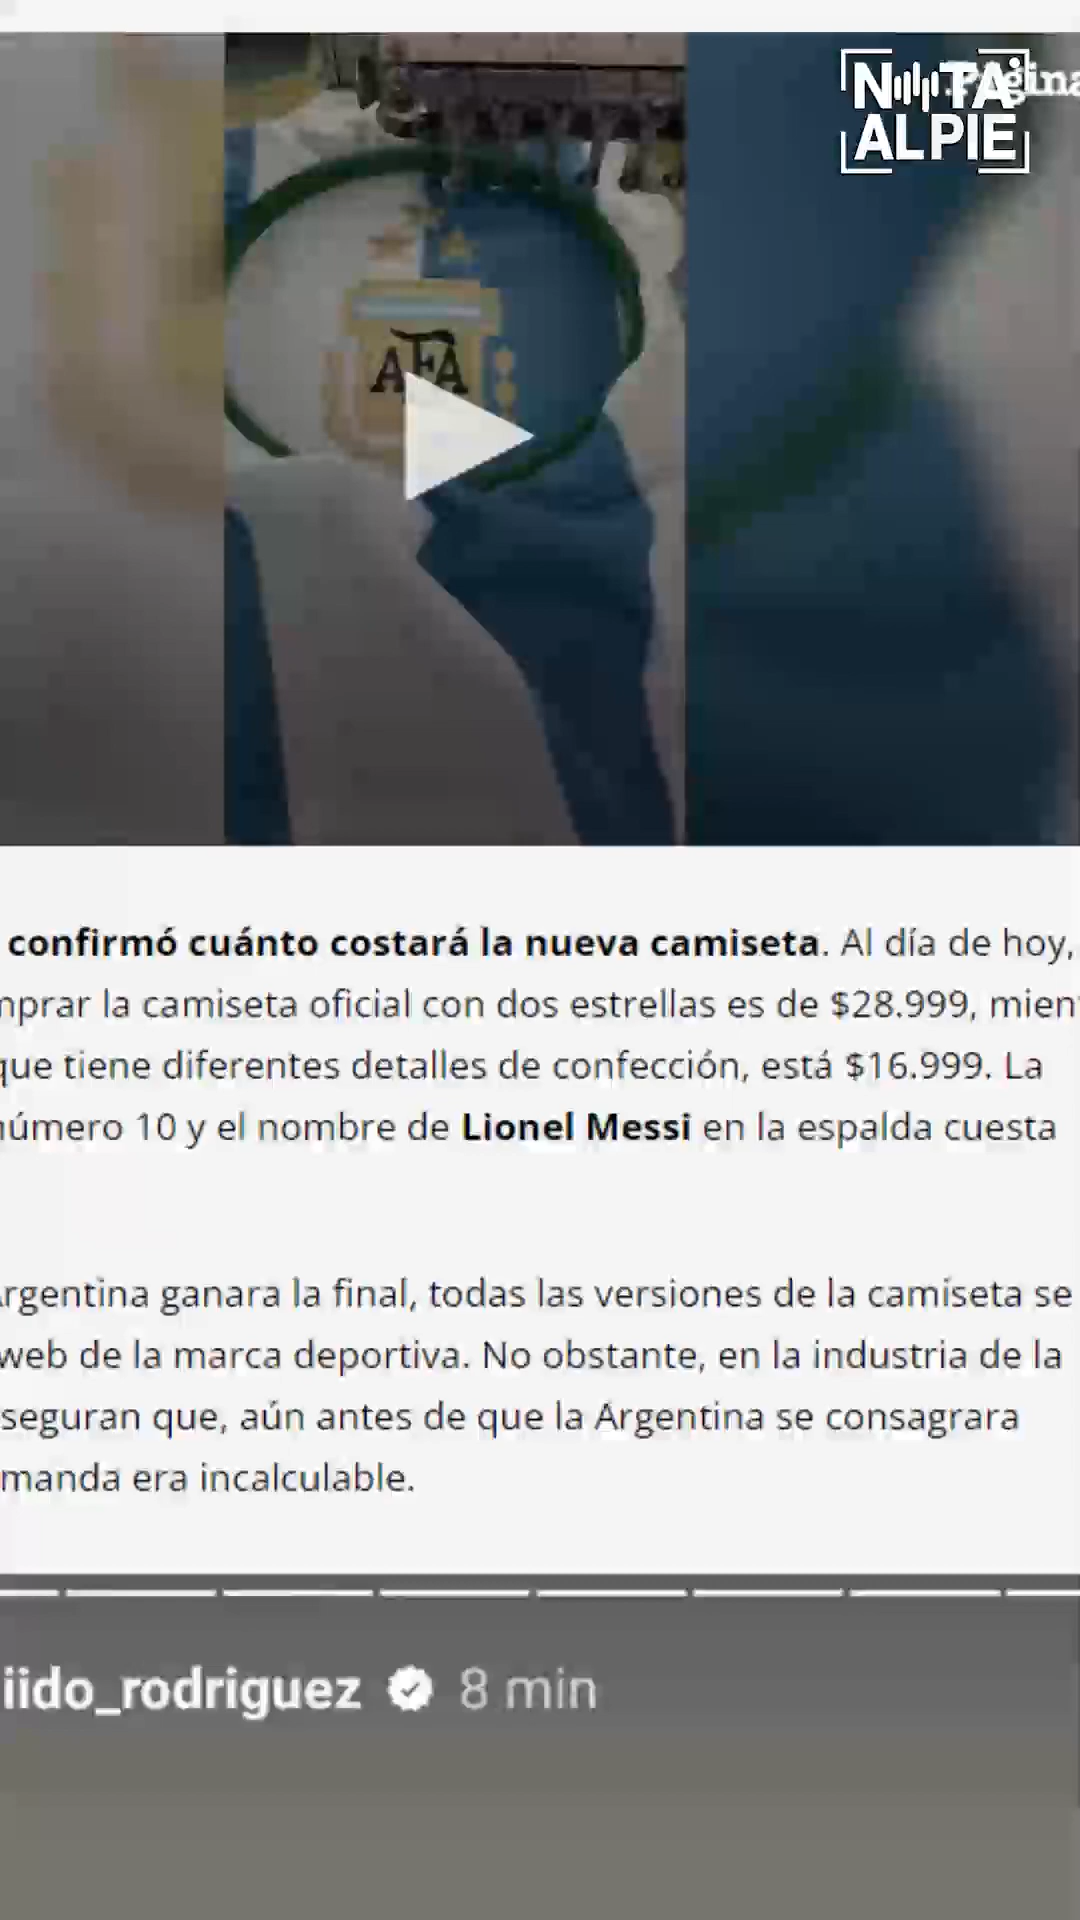 NOTA
ALPIE
Página
AFA
confirmó cuánto costará la nueva camiseta. Al día de hoy,
mprar la camiseta oficial con dos estrellas es de $28.999, mien
que tiene diferentes detalles de confección, está $16.999. La
número 10 y el nombre de Lionel Messi en la espalda cuesta
Argentina ganara la final, todas las versiones de la camiseta se
web de la marca deportiva. No obstante, en la industria de la
seguran que, aún antes de que la Argentina se consagrara
manda era incalculable.
iido_rodriguez 8 min